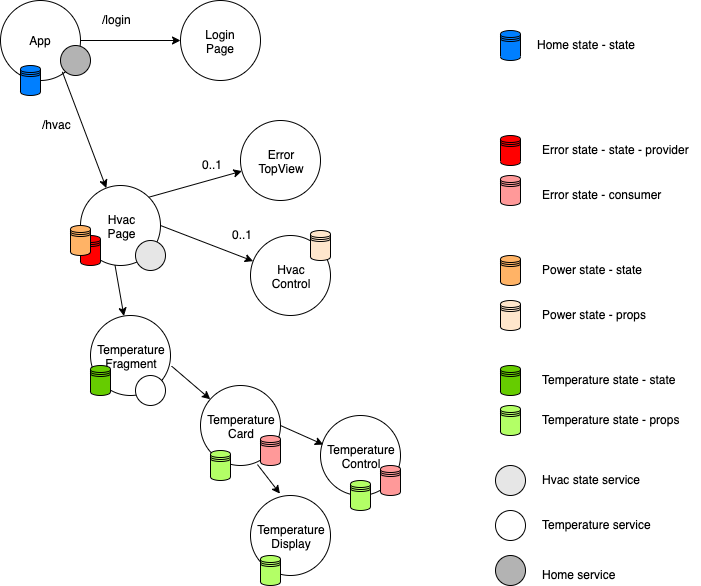 App
/login
Login
Page
Home state - state
/hvac
Error
TopView
0..1
Error state - state - provider
Error state - consumer
Hvac
Page
0..1
Hvac
Control
Power state - state
Power state - props
Temperature
Fragment
Temperature state - state
Temperature state - props
Temperature
Card
Temperature
Control
Hvac state service
Temperature service
Temperature
Display
Home service